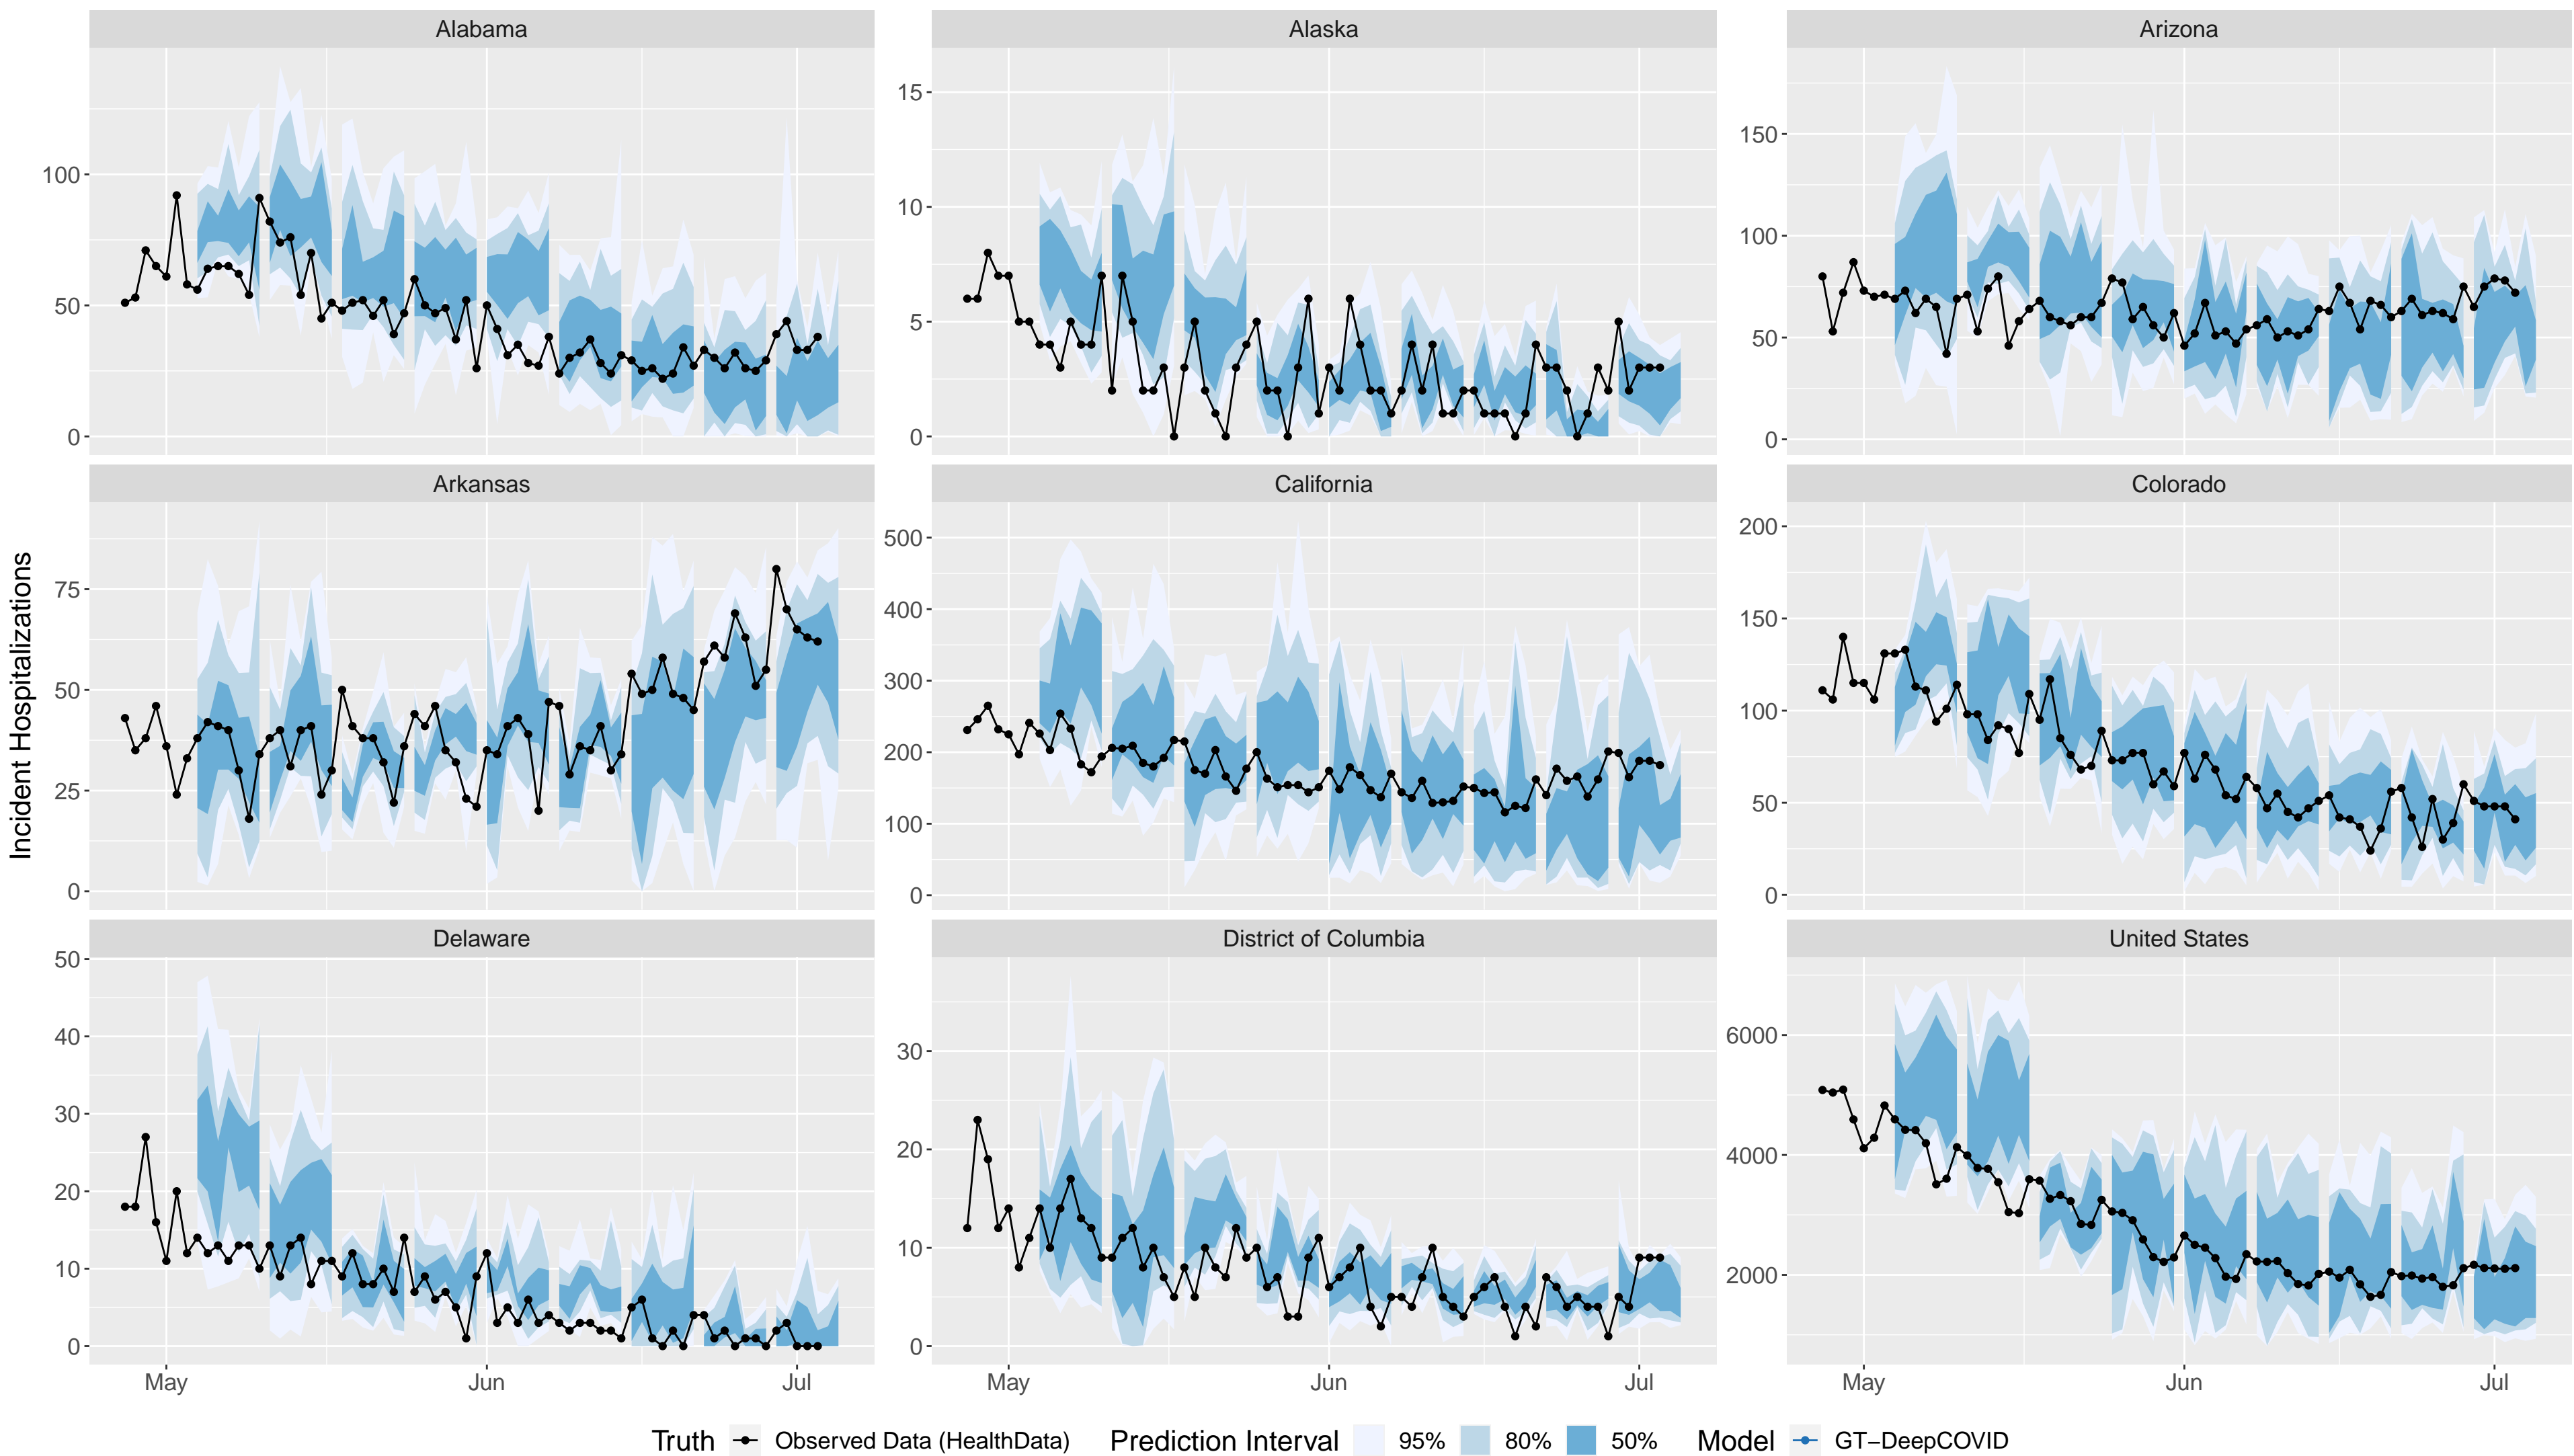 Alabama
Alaska
Arizona
100
50
0
15
10
5
0
150
100
50
0
Arkansas
California
Colorado
Incident Hospitalizations
75
50
25
0
500
400
300
200
100
0
200
150
100
50
0
Delaware
District of Columbia
United States
50
40
30
20
10
0
30
20
10
0
6000
4000
2000
May Jun Jul
May Jun Jul
May Jun Jul
Truth Observed Data (HealthData) Prediction Interval 95% 80% 50% Model GT−DeepCOVID